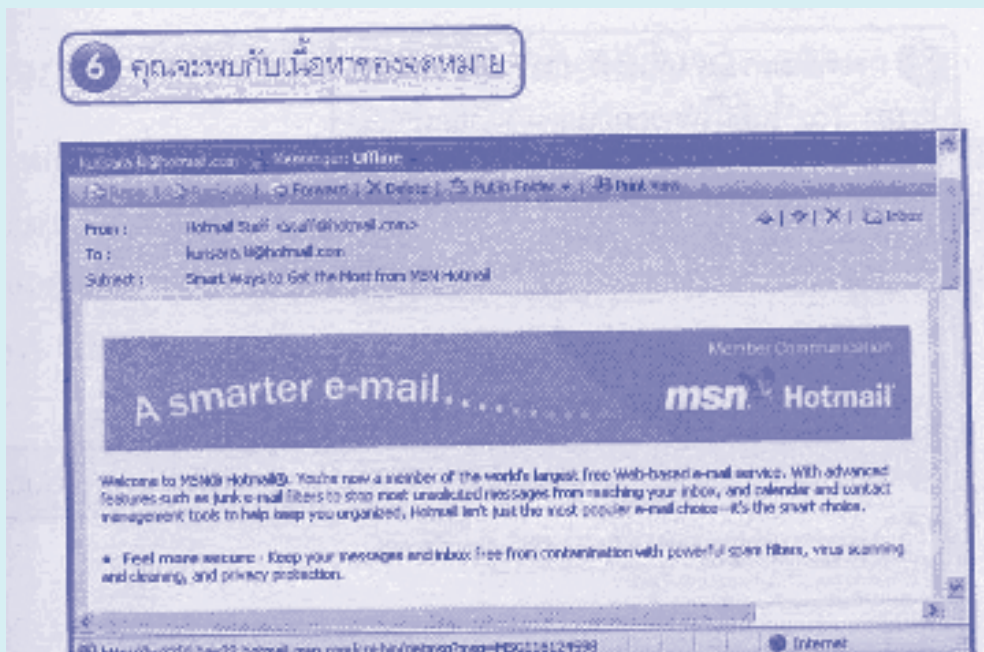 6 คุณจะพบกับเนื้อหาของจดหมาย
Messenger: Offline
Forward | Delete | Put in Folder | Print View
From : Hotmail Staff <staff@hotmail.com>
Inbox
To :
Subject : Smart Ways to Get the Most from MSN Hotmail
Member Communication
A smarter e-mail.........
msn Hotmail
Welcome to MSN® Hotmail®. You're now a member of the world's largest free Web-based e-mail service. With advanced
features such as junk e-mail filters to stop most unsolicited messages from reaching your inbox, and calendar and contact
management tools to help keep you organized, Hotmail isn't just the most popular e-mail choice—it's the smart choice.
• Feel more secure - Keep your messages and inbox free from contamination with powerful spam filters, virus scanning
and cleaning, and privacy protection.
Internet